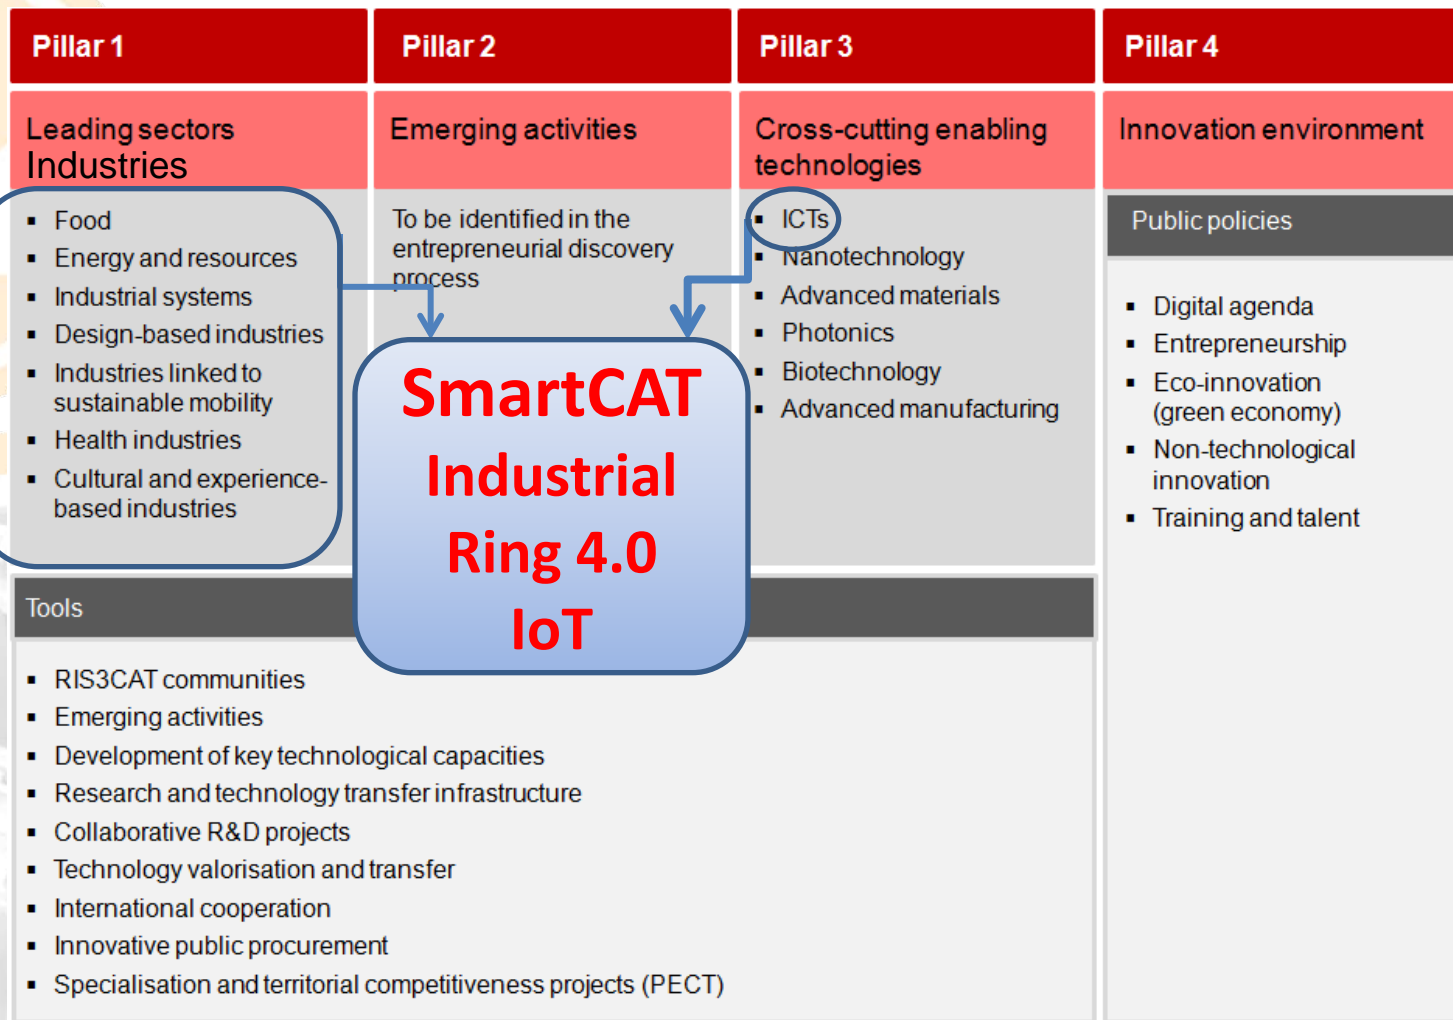 Pillar 1
Pillar 2
Pillar 3
Pillar 4
Leading sectors
Industries
Emerging activities
Cross-cutting enabling
technologies
Innovation environment
▪ Food
▪ Energy and resources
▪ Industrial systems
▪ Design-based industries
▪ Industries linked to
sustainable mobility
▪ Health industries
▪ Cultural and experience-
based industries
To be identified in the
entrepreneurial discovery
process
▪ ICTs
▪ Nanotechnology
▪ Advanced materials
▪ Photonics
▪ Biotechnology
▪ Advanced manufacturing
SmartCAT
Industrial
Ring 4.0
IoT
Public policies
▪ Digital agenda
▪ Entrepreneurship
▪ Eco-innovation
(green economy)
▪ Non-technological
innovation
▪ Training and talent
Tools
▪ RIS3CAT communities
▪ Emerging activities
▪ Development of key technological capacities
▪ Research and technology transfer infrastructure
▪ Collaborative R&D projects
▪ Technology valorisation and transfer
▪ International cooperation
▪ Innovative public procurement
▪ Specialisation and territorial competitiveness projects (PECT)